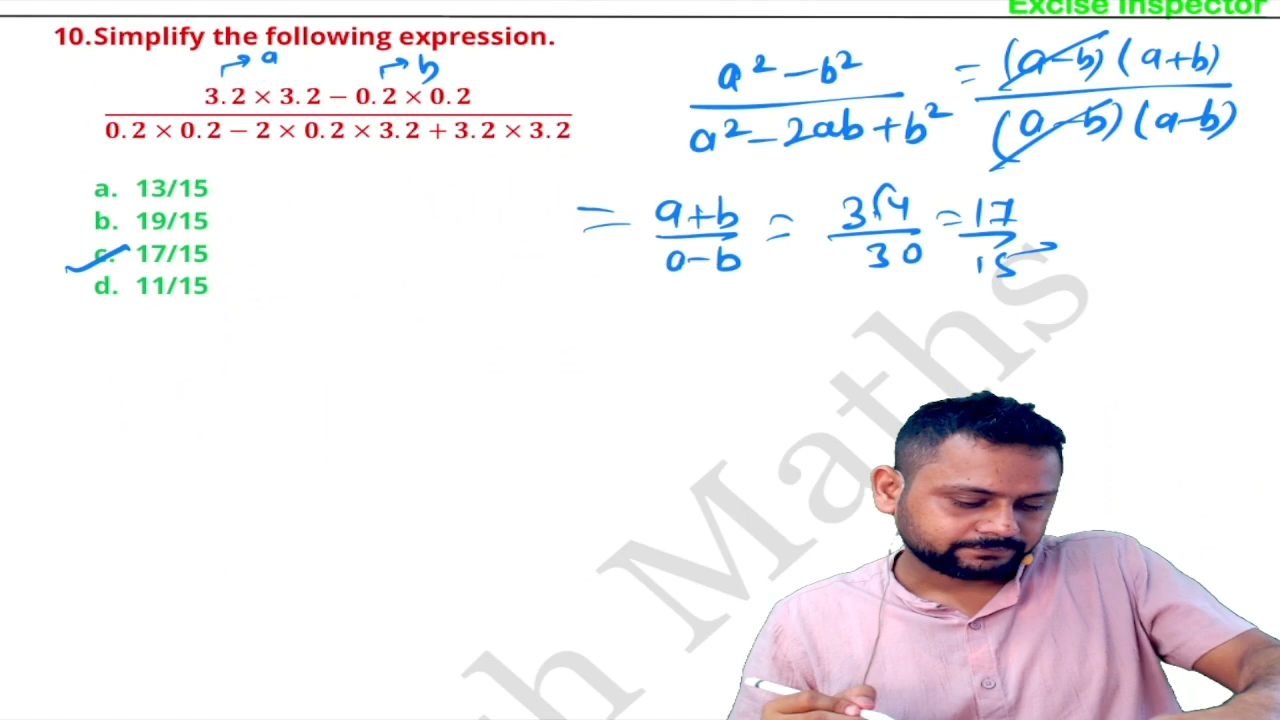 Excise Inspector
10.Simplify the following expression.
→ a → b
3.2 × 3.2 − 0.2 × 0.2
0.2 × 0.2 − 2 × 0.2 × 3.2 + 3.2 × 3.2
a² − b² / a² − 2ab + b² = (a−b)(a+b) / (a−b)(a−b)
a. 13/15
b. 19/15
c. 17/15
d. 11/15
= a+b / a−b = 3.4 / 30 = 17 / 15
Maths